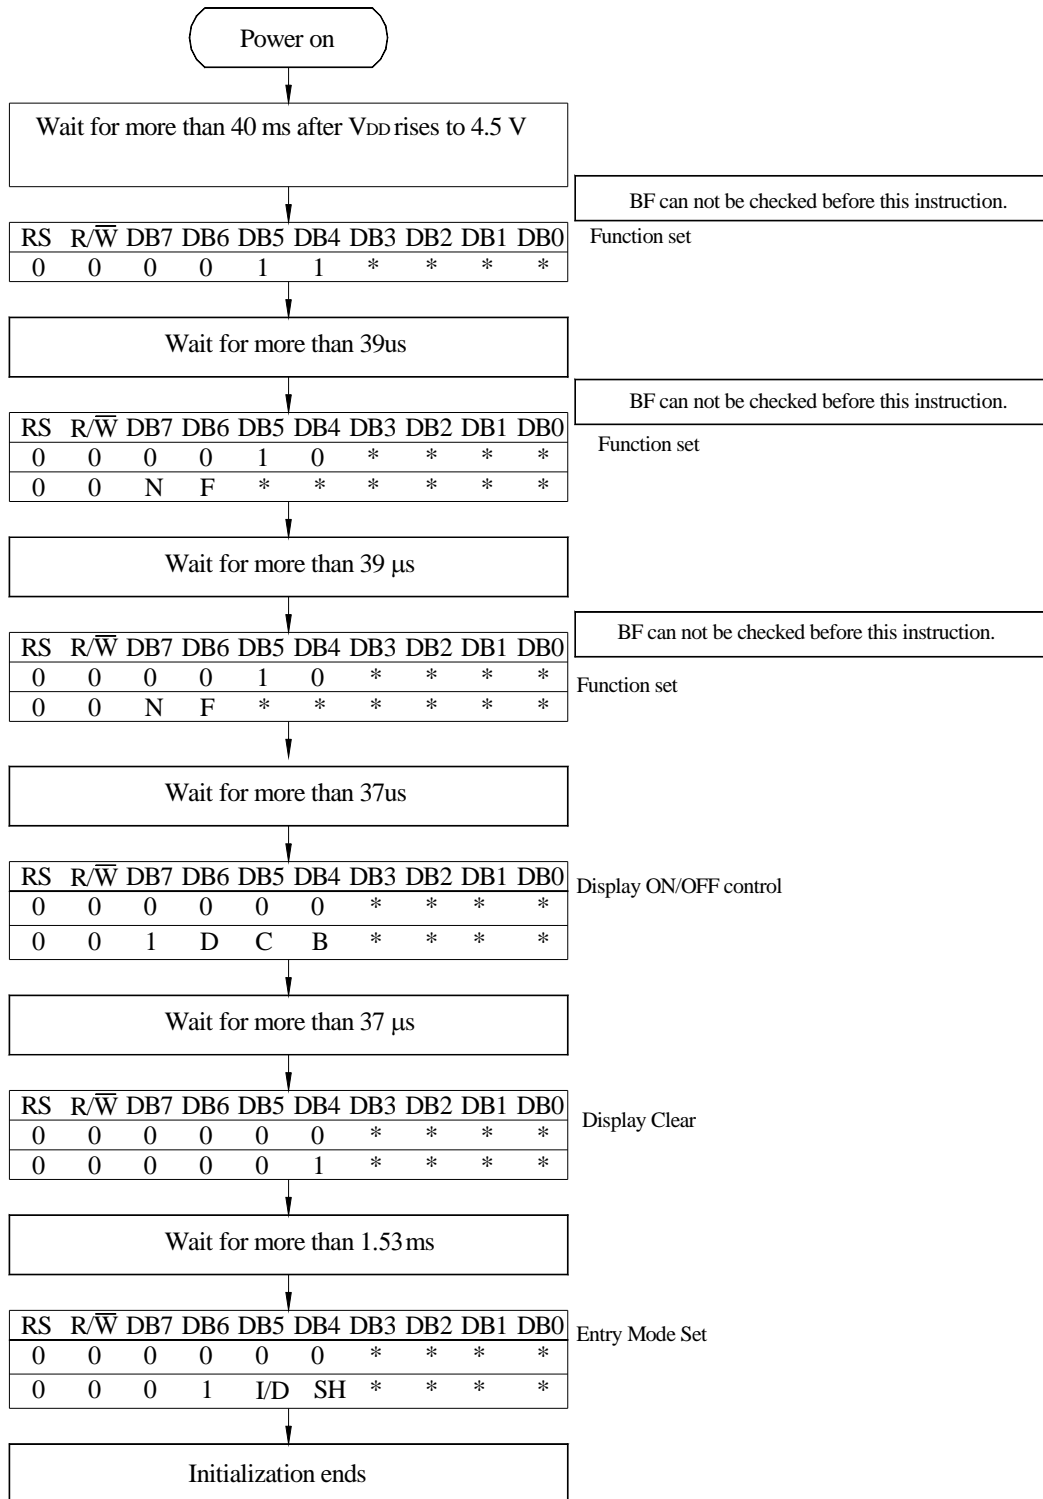 Power on
Wait for more than 40 ms after VDD rises to 4.5 V
BF can not be checked before this instruction.
RS R/W̅ DB7 DB6 DB5 DB4 DB3 DB2 DB1 DB0
Function set
0 0 0 0 1 1 * * * *
Wait for more than 39us
BF can not be checked before this instruction.
RS R/W̅ DB7 DB6 DB5 DB4 DB3 DB2 DB1 DB0
Function set
0 0 0 0 1 0 * * * *
0 0 N F * * * * * *
Wait for more than 39 μs
BF can not be checked before this instruction.
RS R/W̅ DB7 DB6 DB5 DB4 DB3 DB2 DB1 DB0
0 0 0 0 1 0 * * * *
Function set
0 0 N F * * * * * *
Wait for more than 37us
RS R/W̅ DB7 DB6 DB5 DB4 DB3 DB2 DB1 DB0
Display ON/OFF control
0 0 0 0 0 0 * * * *
0 0 1 D C B * * * *
Wait for more than 37 μs
RS R/W̅ DB7 DB6 DB5 DB4 DB3 DB2 DB1 DB0
Display Clear
0 0 0 0 0 0 * * * *
0 0 0 0 0 1 * * * *
Wait for more than 1.53ms
RS R/W̅ DB7 DB6 DB5 DB4 DB3 DB2 DB1 DB0
Entry Mode Set
0 0 0 0 0 0 * * * *
0 0 0 1 I/D SH * * * *
Initialization ends